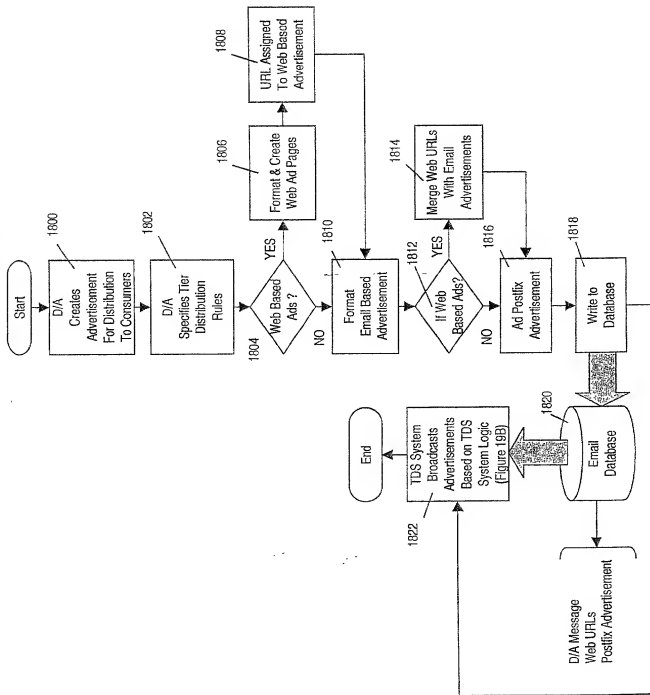 Start
1800
D/A
Creates
Advertisement
For Distribution
To Consumers
1802
D/A
Specifies Tier
Distribution
Rules
1804
Web Based
Ads ?
YES
NO
1806
Format & Create
Web Ad Pages
1808
URL Assigned
To Web Based
Advertisement
1810
Format
Email Based
Advertisement
1812
If Web
Based Ads?
YES
NO
1814
Merge Web URLs
With Email
Advertisements
1816
Ad Postfix
Advertisement
1818
Write to
Database
1820
Email
Database
D/A Message
Web URLs
Postfix Advertisement
1822
TDS System
Broadcasts
Advertisements
Based on TDS
System Logic
(Figure 19B)
End